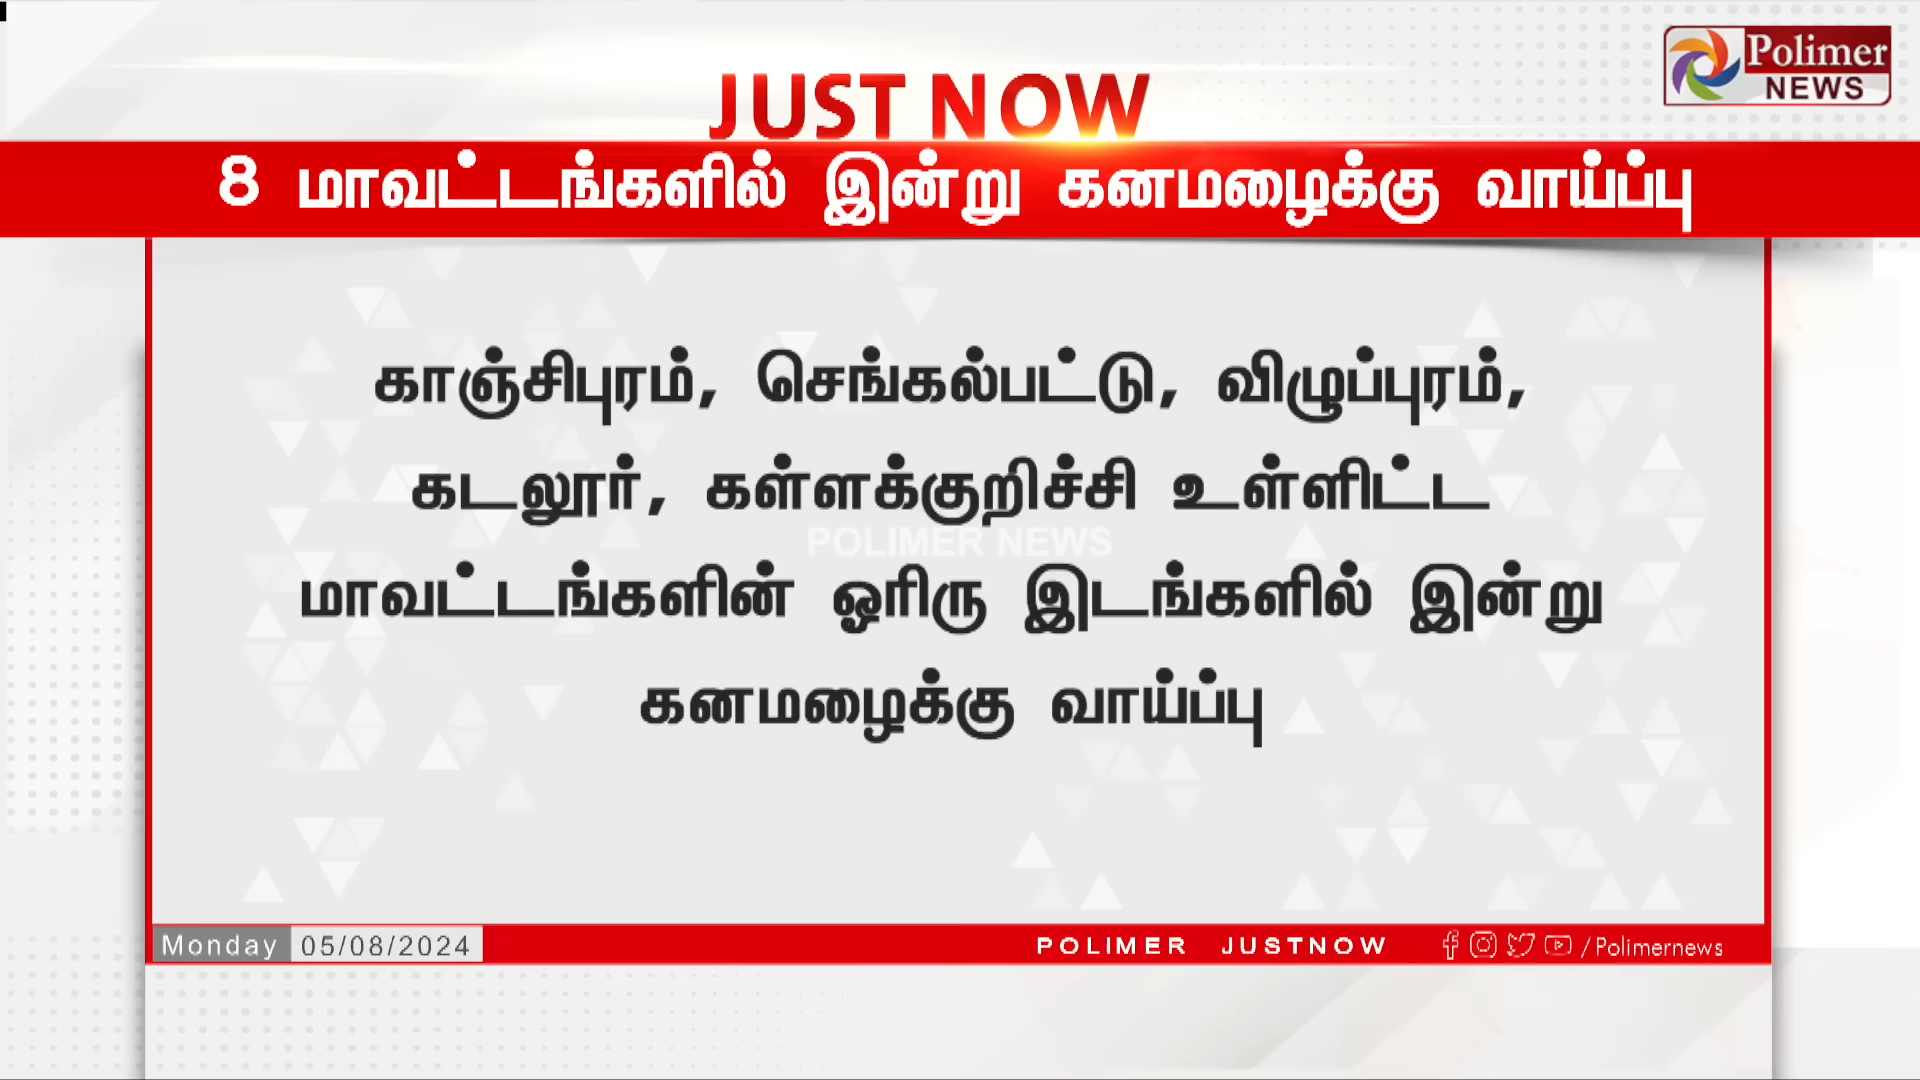 Polimer
NEWS
JUST NOW
8 மாவட்டங்களில் இன்று கனமழைக்கு வாய்ப்பு
காஞ்சிபுரம், செங்கல்பட்டு, விழுப்புரம்,
கடலூர், கள்ளக்குறிச்சி உள்ளிட்ட
POLIMER NEWS
மாவட்டங்களின் ஓரிரு இடங்களில் இன்று
கனமழைக்கு வாய்ப்பு
Monday 05/08/2024 POLIMER JUSTNOW /Polimernews